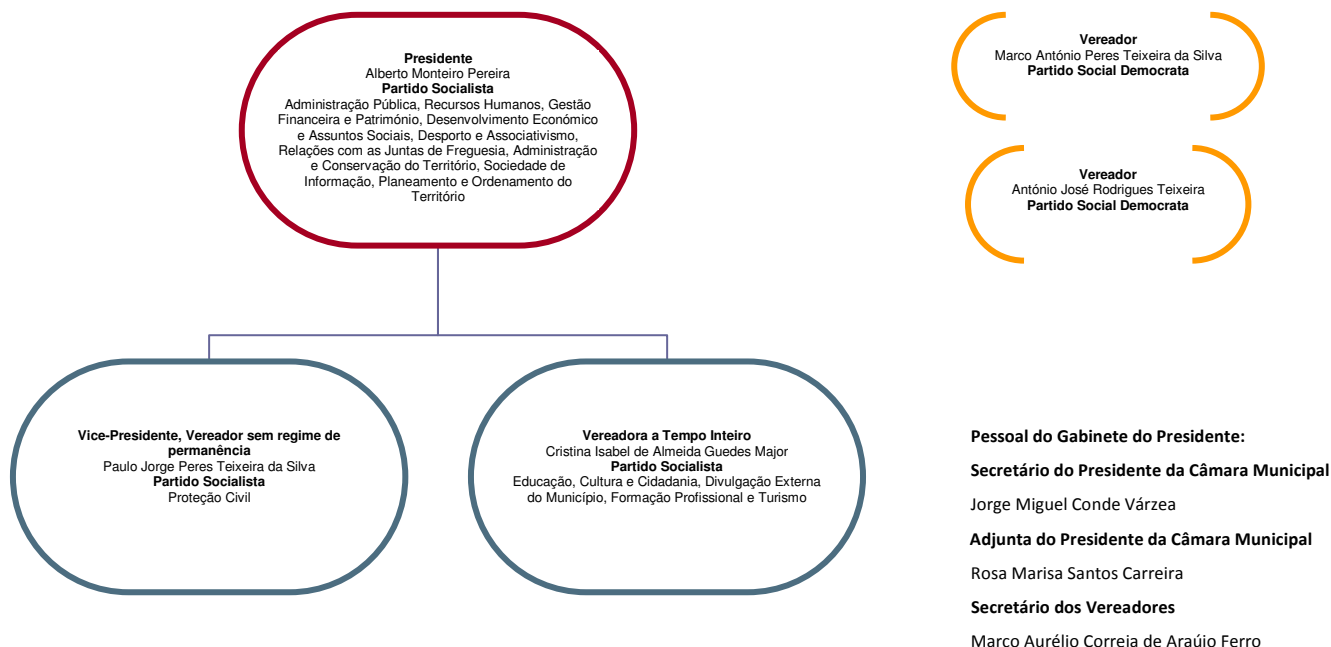 Presidente
Alberto Monteiro Pereira
Partido Socialista
Administração Pública, Recursos Humanos, Gestão
Financeira e Património, Desenvolvimento Económico
e Assuntos Sociais, Desporto e Associativismo,
Relações com as Juntas de Freguesia, Administração
e Conservação do Território, Sociedade de
Informação, Planeamento e Ordenamento do
Território
Vereador
Marco António Peres Teixeira da Silva
Partido Social Democrata
Vereador
António José Rodrigues Teixeira
Partido Social Democrata
Vice-Presidente, Vereador sem regime de
permanência
Paulo Jorge Peres Teixeira da Silva
Partido Socialista
Proteção Civil
Vereadora a Tempo Inteiro
Cristina Isabel de Almeida Guedes Major
Partido Socialista
Educação, Cultura e Cidadania, Divulgação Externa
do Município, Formação Profissional e Turismo
Pessoal do Gabinete do Presidente:
Secretário do Presidente da Câmara Municipal
Jorge Miguel Conde Várzea
Adjunta do Presidente da Câmara Municipal
Rosa Marisa Santos Carreira
Secretário dos Vereadores
Marco Aurélio Correia de Araújo Ferro